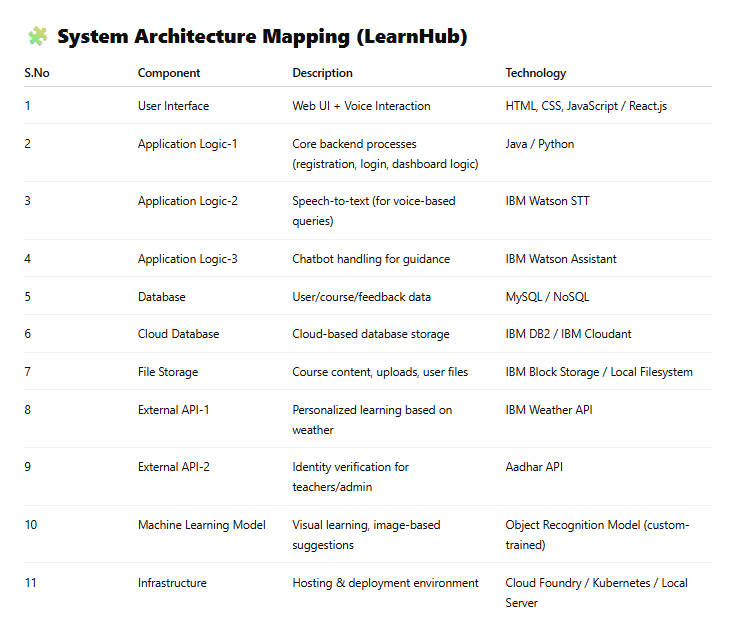 System Architecture Mapping (LearnHub)
S.No Component Description Technology
1 User Interface Web UI + Voice Interaction HTML, CSS, JavaScript / React.js
2 Application Logic-1 Core backend processes (registration, login, dashboard logic) Java / Python
3 Application Logic-2 Speech-to-text (for voice-based queries) IBM Watson STT
4 Application Logic-3 Chatbot handling for guidance IBM Watson Assistant
5 Database User/course/feedback data MySQL / NoSQL
6 Cloud Database Cloud-based database storage IBM DB2 / IBM Cloudant
7 File Storage Course content, uploads, user files IBM Block Storage / Local Filesystem
8 External API-1 Personalized learning based on weather IBM Weather API
9 External API-2 Identity verification for teachers/admin Aadhar API
10 Machine Learning Model Visual learning, image-based suggestions Object Recognition Model (custom-trained)
11 Infrastructure Hosting & deployment environment Cloud Foundry / Kubernetes / Local Server